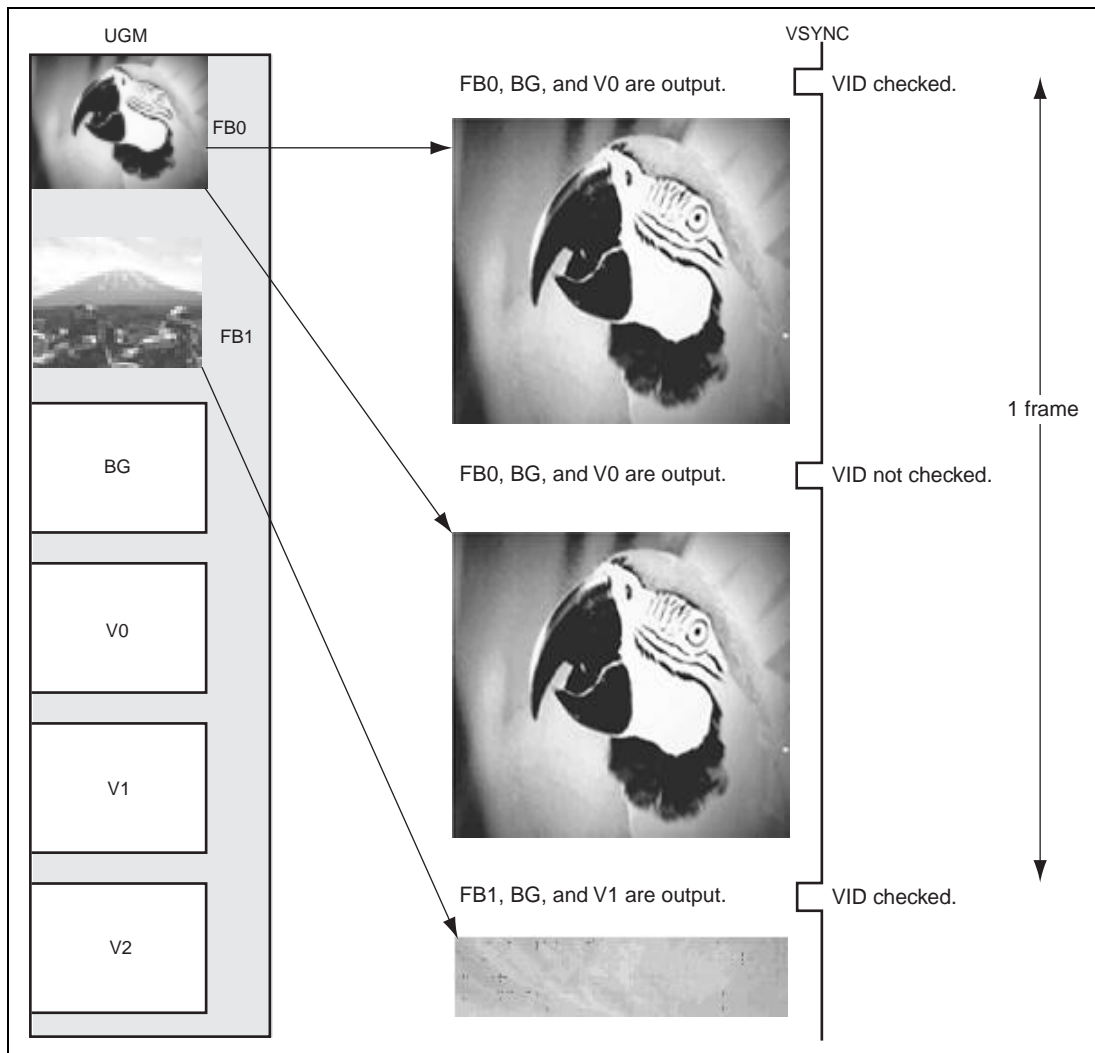 UGM
VSYNC
FB0, BG, and V0 are output.
VID checked.
FB0
FB1
1 frame
BG
FB0, BG, and V0 are output.
VID not checked.
V0
V1
FB1, BG, and V1 are output.
VID checked.
V2